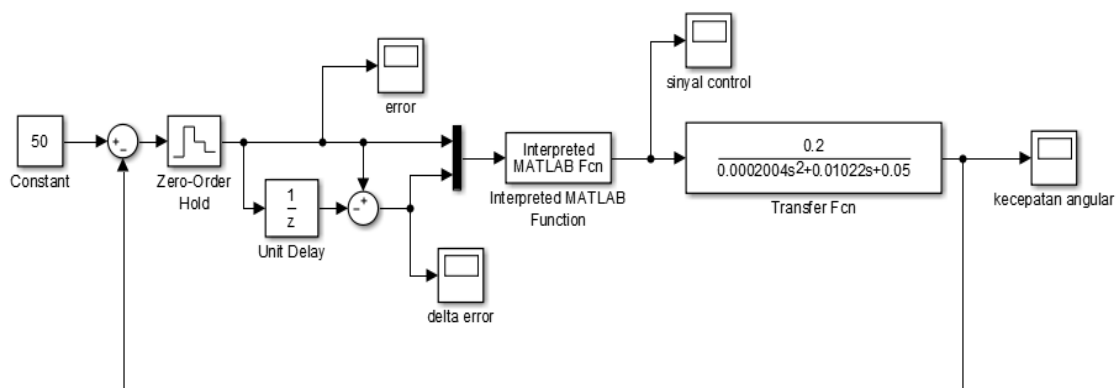 50
Constant
+
-
Zero-Order
Hold
error
1
z
Unit Delay
-
+
delta error
Interpreted
MATLAB Fcn
Interpreted MATLAB
Function
sinyal control
0.2
0.0002004s²+0.01022s+0.05
Transfer Fcn
kecepatan angular